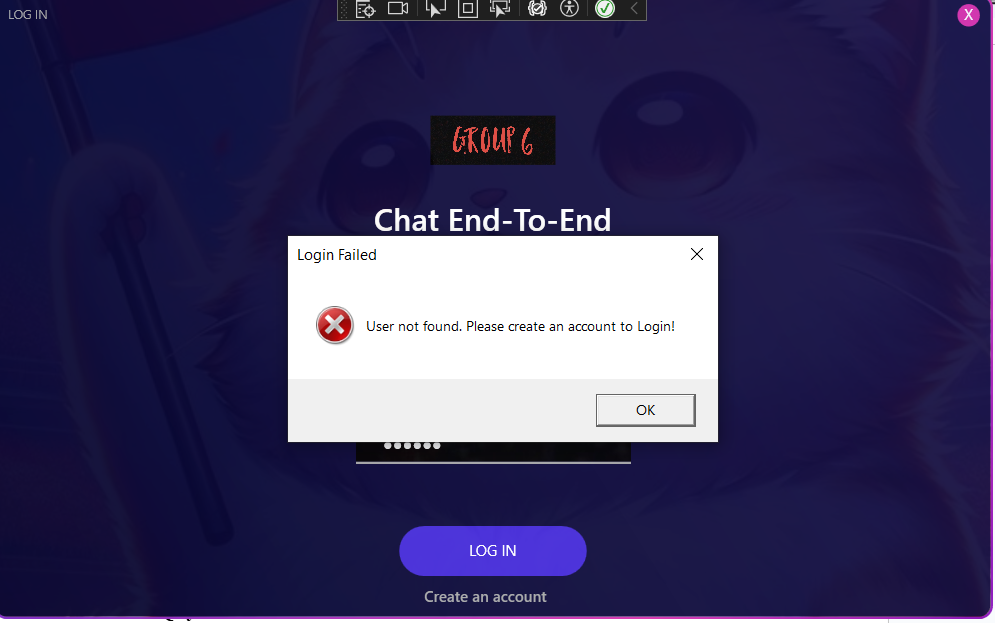 LOG IN
X
GROUP 6
Chat End-To-End
Login Failed
User not found. Please create an account to Login!
OK
LOG IN
Create an account